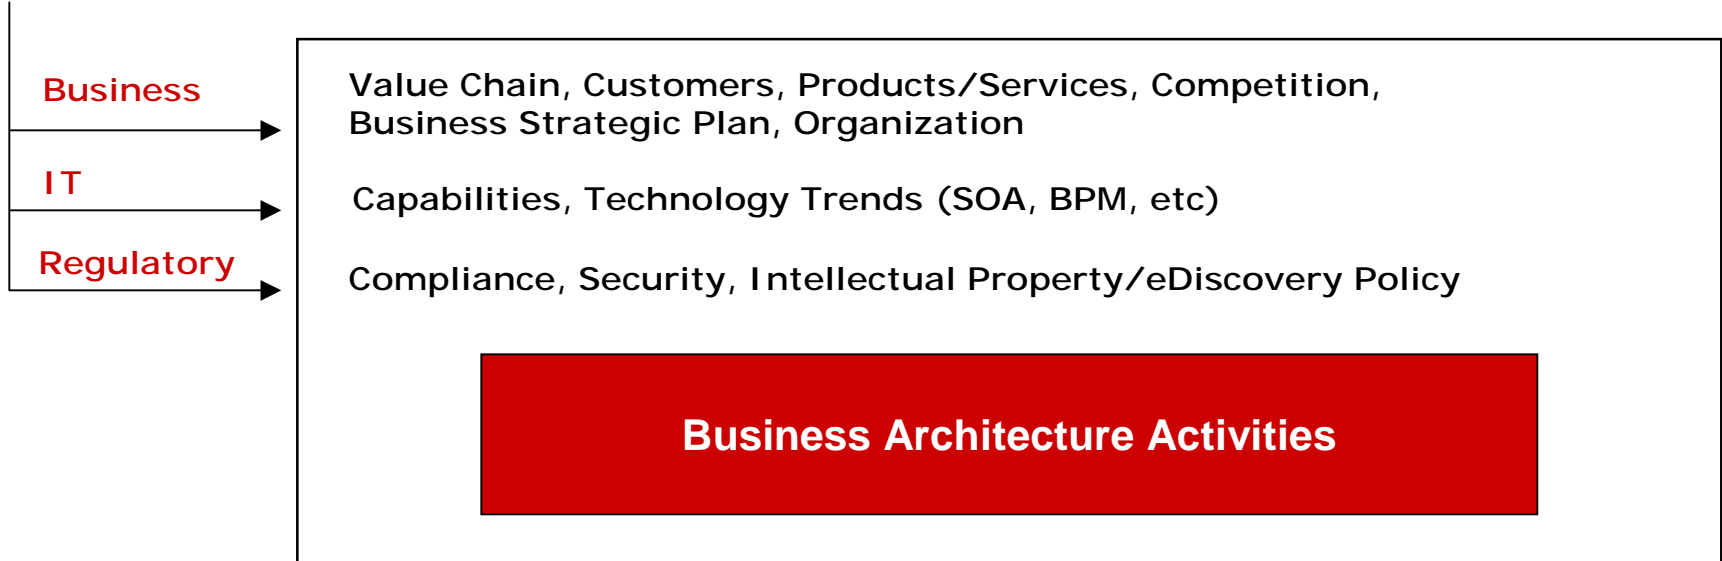 Business
Value Chain, Customers, Products/Services, Competition,
Business Strategic Plan, Organization
IT
Capabilities, Technology Trends (SOA, BPM, etc)
Regulatory
Compliance, Security, Intellectual Property/eDiscovery Policy
Business Architecture Activities